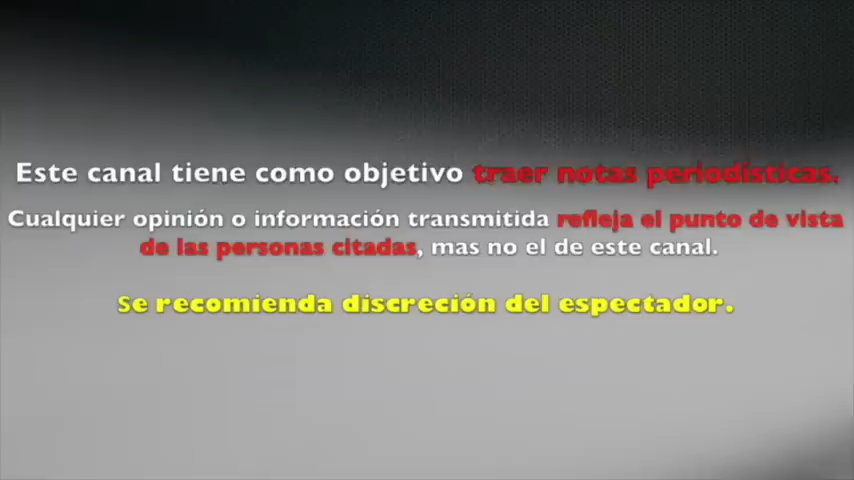 Este canal tiene como objetivo traer notas periodísticas.
Cualquier opinión o información transmitida refleja el punto de vista
de las personas citadas, mas no el de este canal.
Se recomienda discreción del espectador.